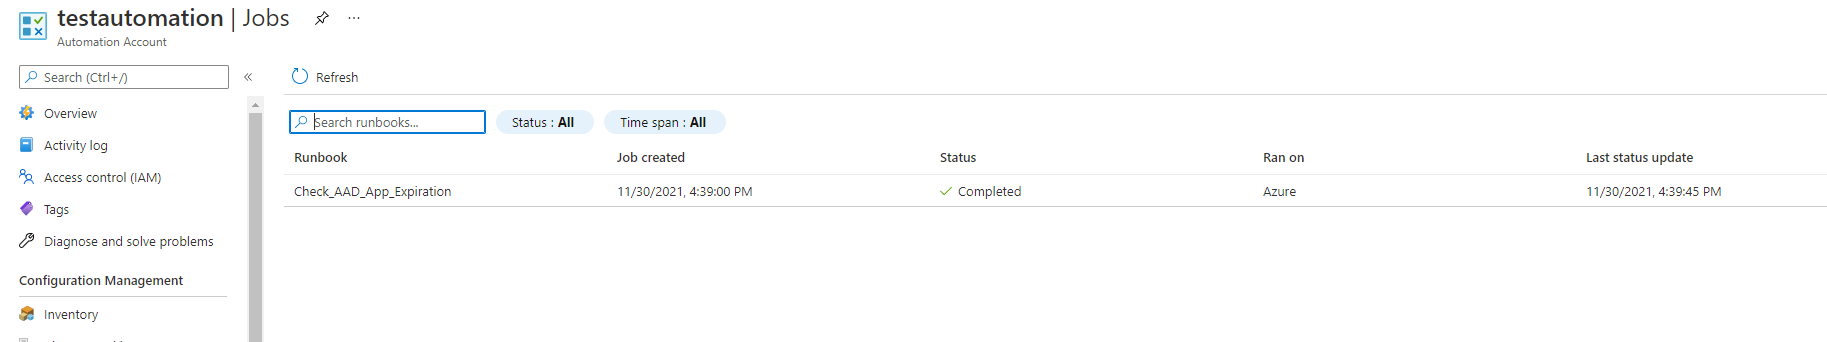 testautomation | Jobs
Automation Account
Search (Ctrl+/)
Overview
Activity log
Access control (IAM)
Tags
Diagnose and solve problems
Configuration Management
Inventory
Refresh
Search runbooks...
Status : All
Time span : All
Runbook Job created Status Ran on Last status update
Check_AAD_App_Expiration 11/30/2021, 4:39:00 PM Completed Azure 11/30/2021, 4:39:45 PM